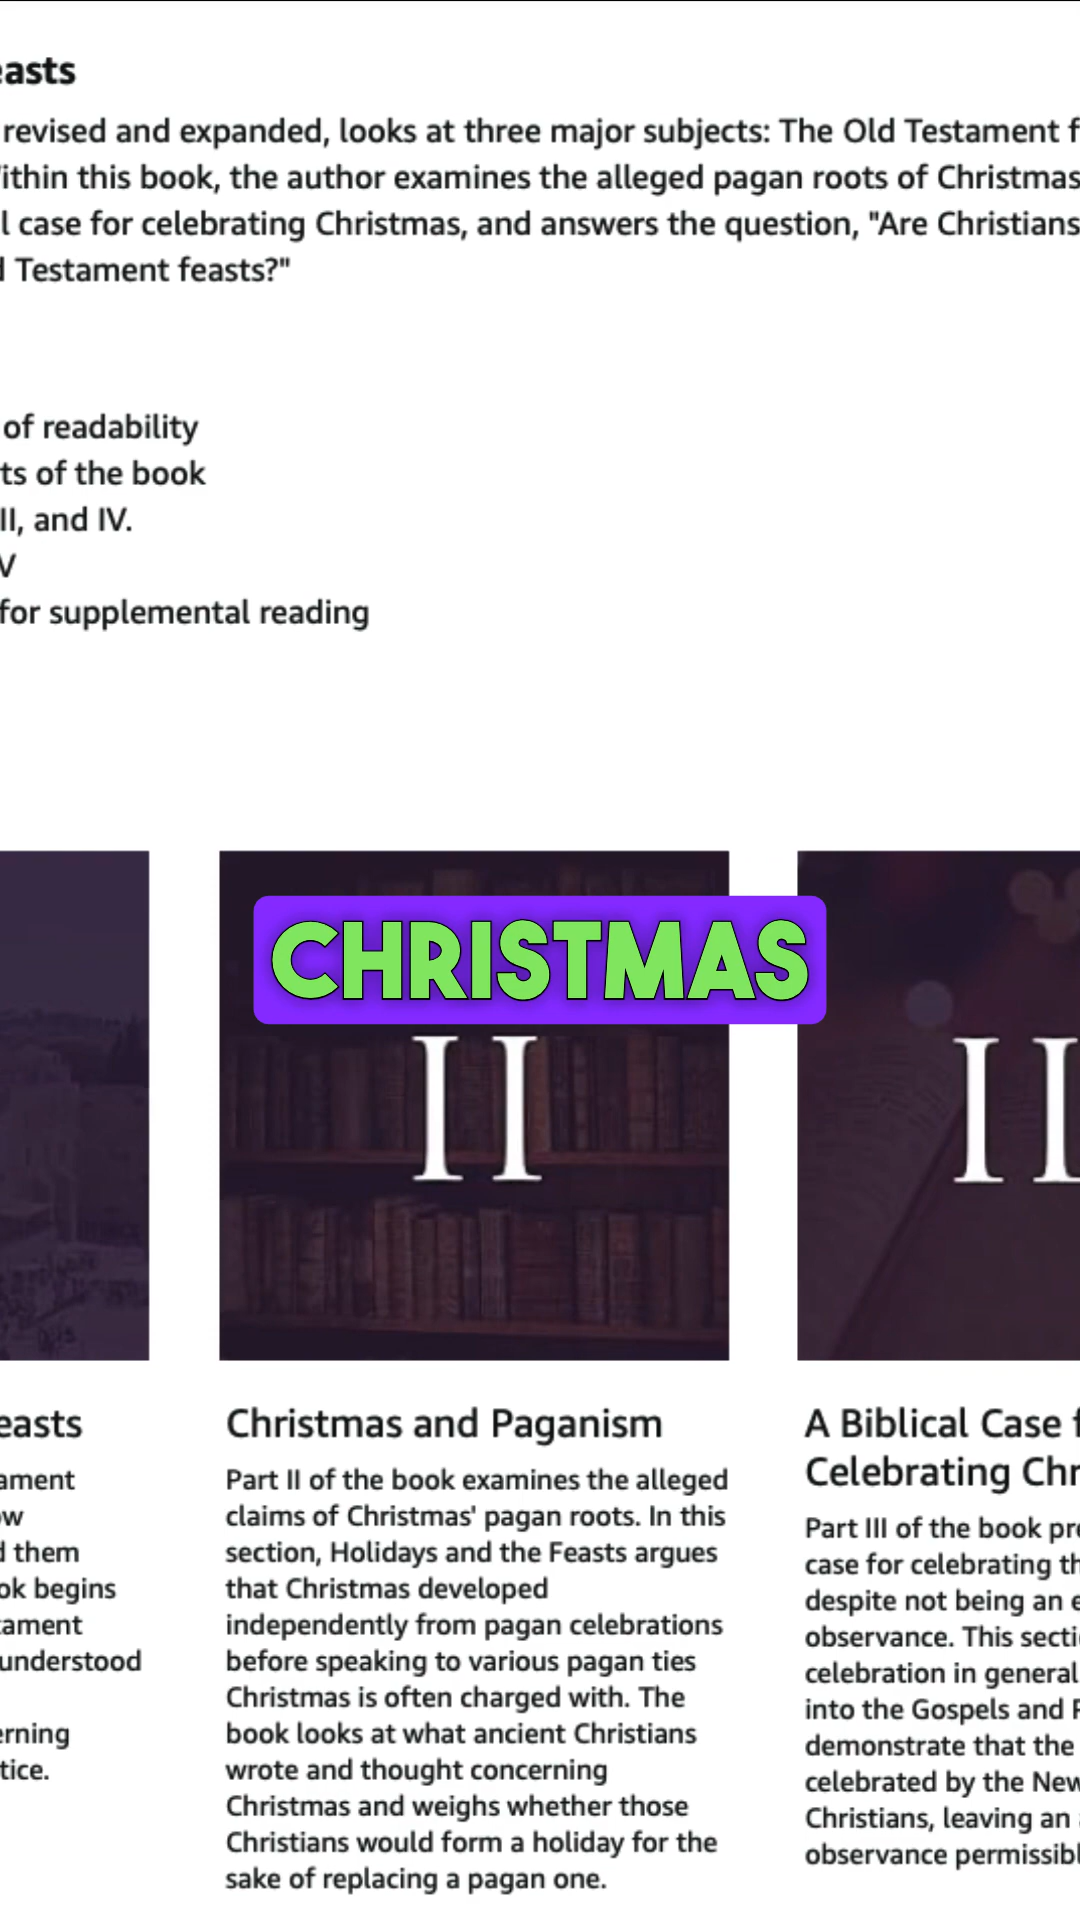 easts
revised and expanded, looks at three major subjects: The Old Testament f
ithin this book, the author examines the alleged pagan roots of Christmas
l case for celebrating Christmas, and answers the question, "Are Christians
d Testament feasts?"
of readability
ts of the book
II, and IV.
V
for supplemental reading
CHRISTMAS
II
II
easts
ament
ow
d them
ok begins
tament
understood
erning
tice.
Christmas and Paganism
Part II of the book examines the alleged
claims of Christmas' pagan roots. In this
section, Holidays and the Feasts argues
that Christmas developed
independently from pagan celebrations
before speaking to various pagan ties
Christmas is often charged with. The
book looks at what ancient Christians
wrote and thought concerning
Christmas and weighs whether those
Christians would form a holiday for the
sake of replacing a pagan one.
A Biblical Case f
Celebrating Chr
Part III of the book pre
case for celebrating th
despite not being an e
observance. This secti
celebration in general
into the Gospels and
demonstrate that the
celebrated by the New
Christians, leaving an
observance permissibl